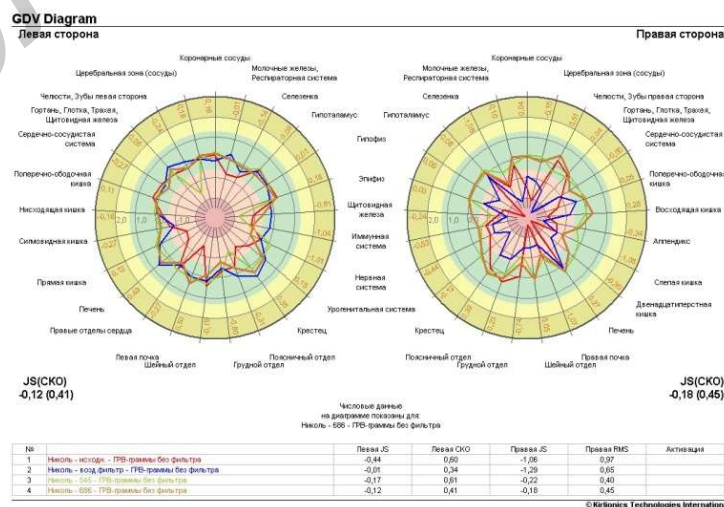 GDV Diagram
Левая сторона
Правая сторона
Коронарные сосуды
Церебральная зона (сосуды)
Молочные железы,
Респираторная система
Челюсти, Зубы левая сторона
Селезенка
Гортань, Глотка, Трахея,
Щитовидная железа
Гипоталамус
Сердечно-сосудистая
система
Гипофиз
Поперечно-ободочная
кишка
Эпифиз
Нисходящая кишка
Щитовидная
железа
Сигмовидная кишка
Иммунная
система
Прямая кишка
Нервная
система
Печень
Урогенитальная система
Правые отделы сердца
Крестец
Левая почка
Поясничный отдел
Шейный отдел
Грудной отдел
Коронарные сосуды
Молочные железы,
Респираторная система
Церебральная зона (сосуды)
Селезенка
Челюсти, Зубы правая сторона
Гипоталамус
Гортань, Глотка, Трахея,
Щитовидная железа
Сердечно-сосудистая
система
Поперечно-ободочная
кишка
Восходящая кишка
Аппендикс
Слепая кишка
Двенадцатиперстная
кишка
Крестец
Печень
Поясничный отдел
Правая почка
Грудной отдел
Шейный отдел
JS(СКО)
-0,12 (0,41)
JS(СКО)
-0,18 (0,45)
Числовые данные
на диаграмме показаны для:
Николь - 686 - ГРВ-граммы без фильтра
№ Левая JS Левая СКО Правая JS Правая RMS Активация
1 Николь - исходн. - ГРВ-граммы без фильтра -0,44 0,60 -1,06 0,97
2 Николь - возд фильтр - ГРВ-граммы без фильтра -0,01 0,34 -1,29 0,65
3 Николь - 545 - ГРВ-граммы без фильтра -0,17 0,61 -0,22 0,40
4 Николь - 686 - ГРВ-граммы без фильтра -0,12 0,41 -0,18 0,45
© Kirlionics Technologies Internation